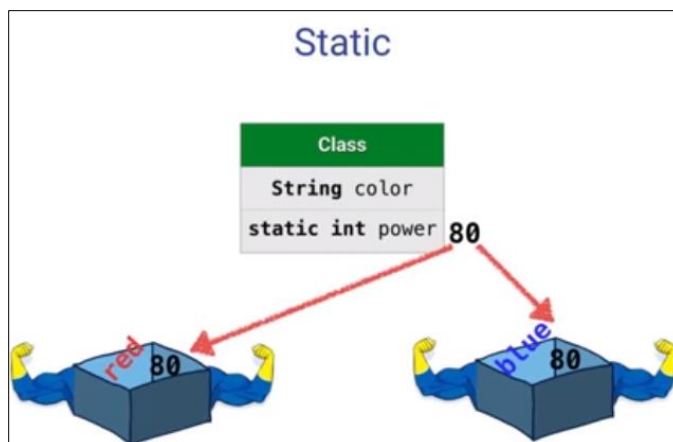 Static
Class
String color
static int power 80
red 80
blue 80